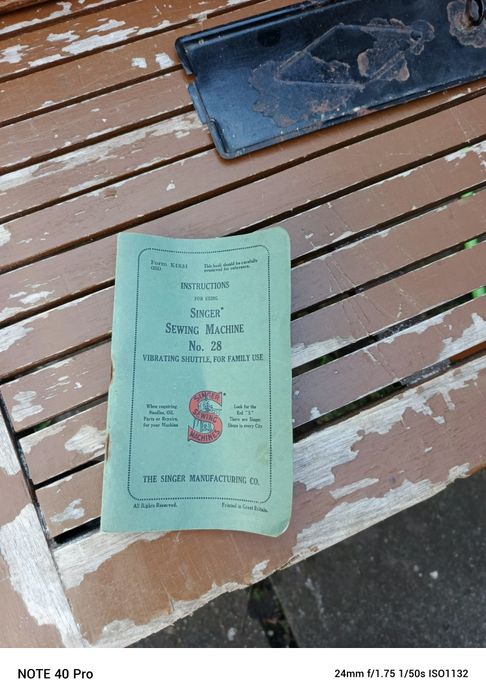 Form K4834
This book should be carefully
preserved for reference.
INSTRUCTIONS
FOR USING
SINGER*
SEWING MACHINE
No. 28
VIBRATING SHUTTLE, FOR FAMILY USE
When requiring
Needles, Oil,
Parts or Repairs,
for your Machine
SINGER
SEWING
MACHINES
Look for the
Red "S."
There are Singer
Shops in every City
THE SINGER MANUFACTURING CO.
All Rights Reserved.
Printed in Great Britain.
NOTE 40 Pro
24mm f/1.75 1/50s ISO1132